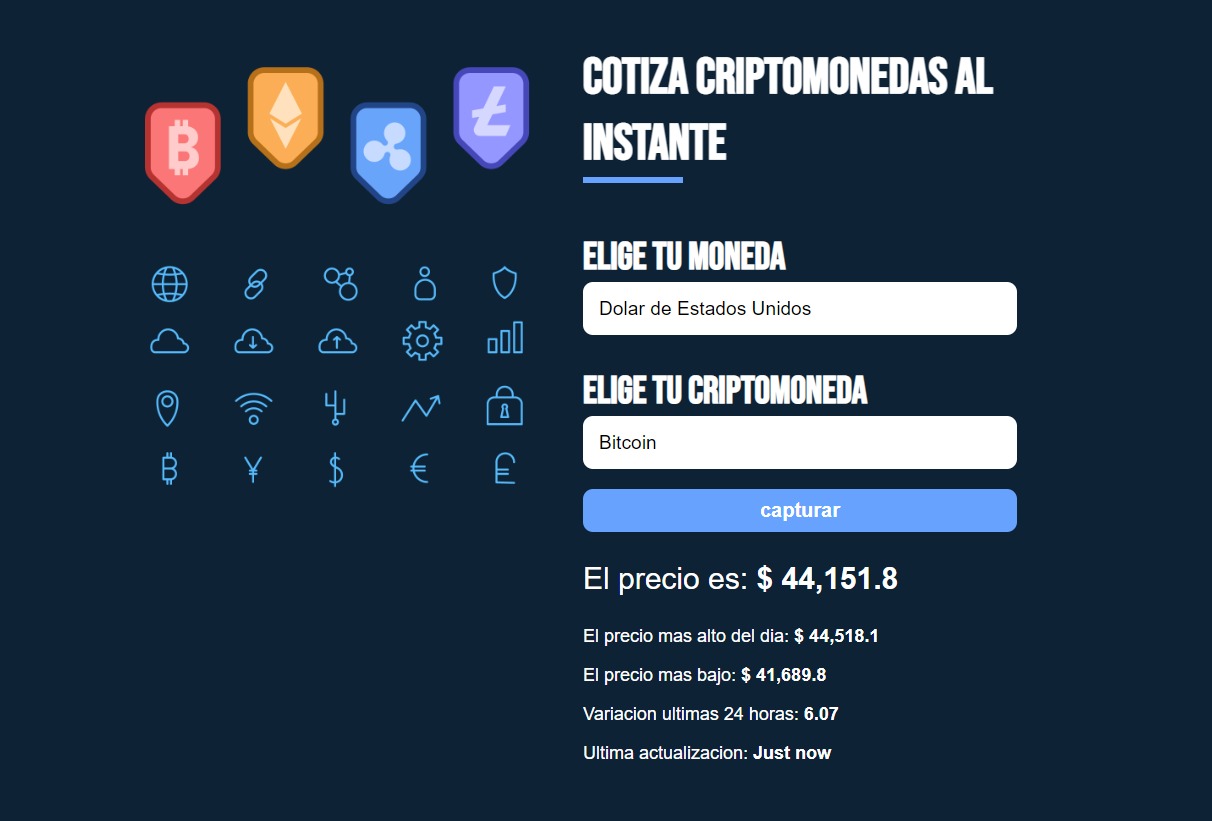 COTIZA CRIPTOMONEDAS AL
INSTANTE
ELIGE TU MONEDA
Dolar de Estados Unidos
ELIGE TU CRIPTOMONEDA
Bitcoin
capturar
El precio es: $ 44,151.8
El precio mas alto del dia: $ 44,518.1
El precio mas bajo: $ 41,689.8
Variacion ultimas 24 horas: 6.07
Ultima actualizacion: Just now